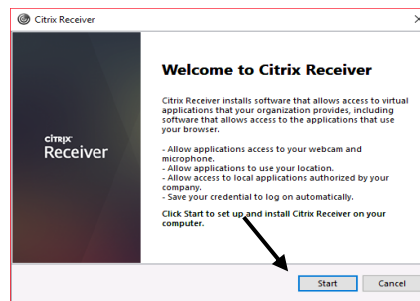 Citrix Receiver
Welcome to Citrix Receiver
Citrix Receiver installs software that allows access to virtual
applications that your organization provides, including
software that allows access to the applications that use
your browser.
- Allow applications access to your webcam and
microphone.
- Allow applications to use your location.
- Allow access to local applications authorized by your
company.
- Save your credential to log on automatically.
Click Start to set up and install Citrix Receiver on your
computer.
CITRIX
Receiver
Start
Cancel